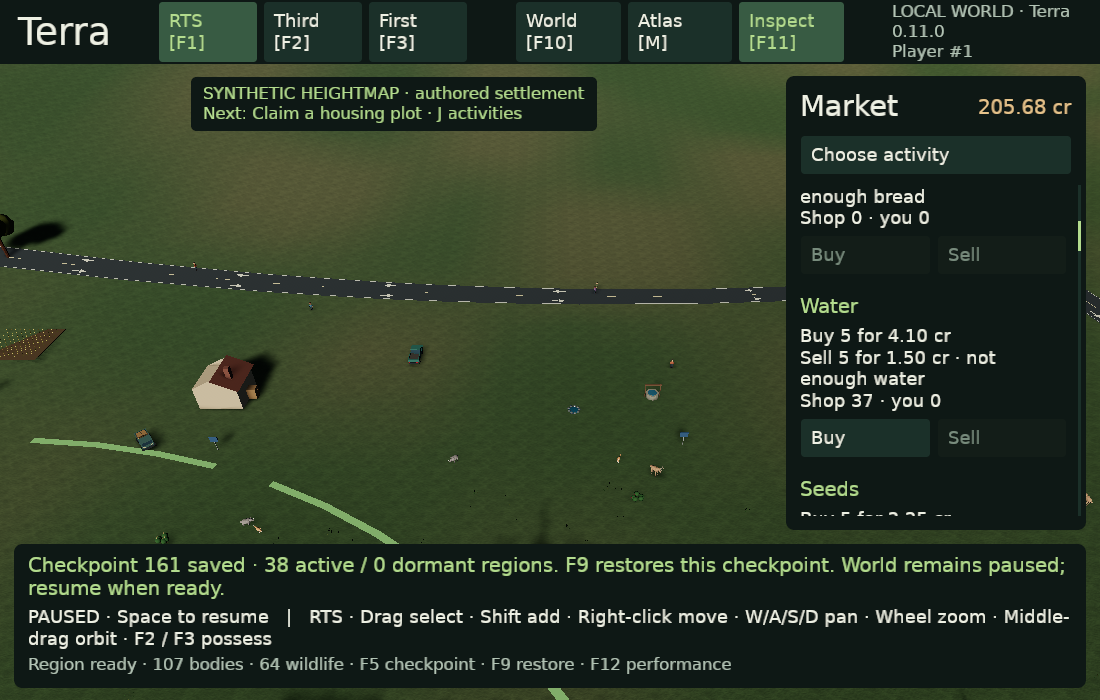 Terra
RTS
[F1]
Third
[F2]
First
[F3]
World
[F10]
Atlas
[M]
Inspect
[F11]
LOCAL WORLD · Terra
0.11.0
Player #1
SYNTHETIC HEIGHTMAP · authored settlement
Next: Claim a housing plot · J activities
Market
205.68 cr
Choose activity
enough bread
Shop 0 · you 0
Buy
Sell
Water
Buy 5 for 4.10 cr
Sell 5 for 1.50 cr · not
enough water
Shop 37 · you 0
Buy
Sell
Seeds
Buy 5 for 2.25 cr
Checkpoint 161 saved · 38 active / 0 dormant regions. F9 restores this checkpoint. World remains paused;
resume when ready.
PAUSED · Space to resume | RTS · Drag select · Shift add · Right-click move · W/A/S/D pan · Wheel zoom · Middle-
drag orbit · F2 / F3 possess
Region ready · 107 bodies · 64 wildlife · F5 checkpoint · F9 restore · F12 performance